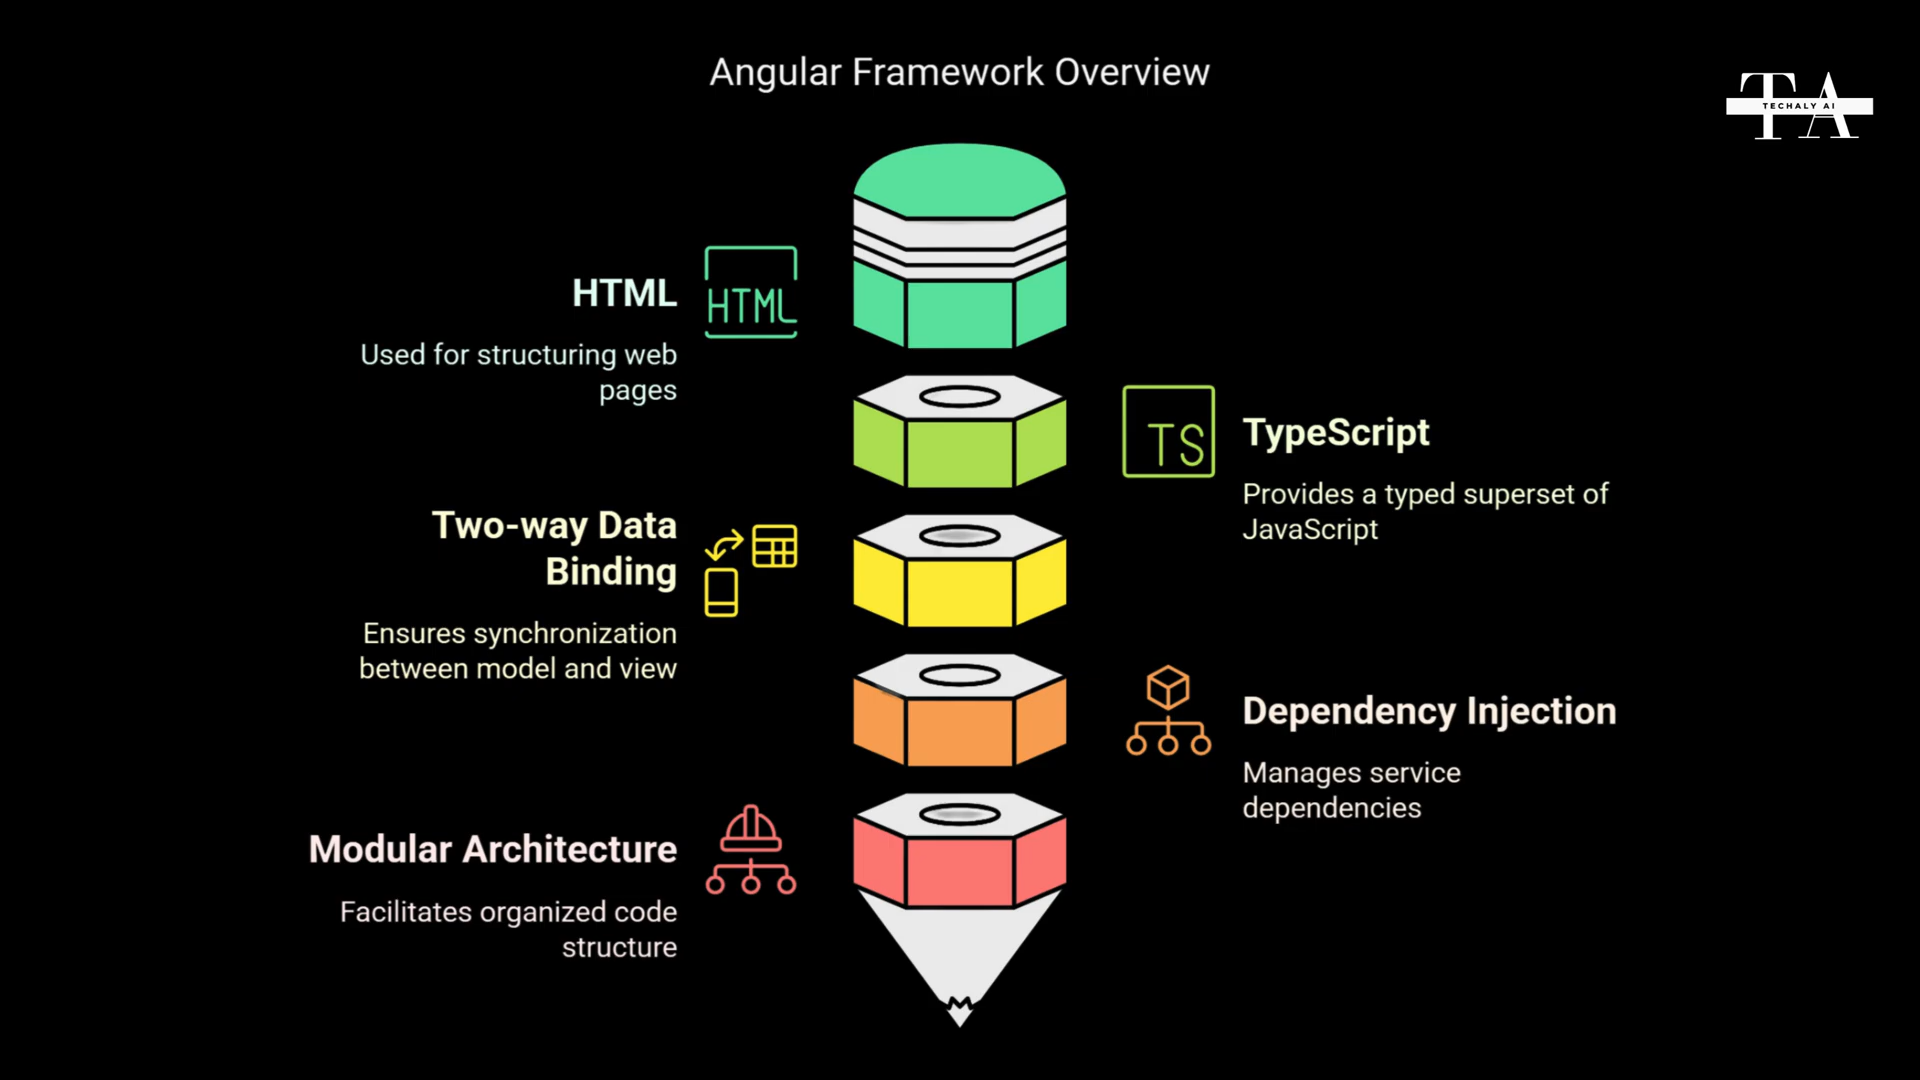 Angular Framework Overview
TA
TECHALY AI
HTML
HTML
Used for structuring web
pages
TS
TypeScript
Provides a typed superset of
JavaScript
Two-way Data
Binding
Ensures synchronization
between model and view
Dependency Injection
Manages service
dependencies
Modular Architecture
Facilitates organized code
structure